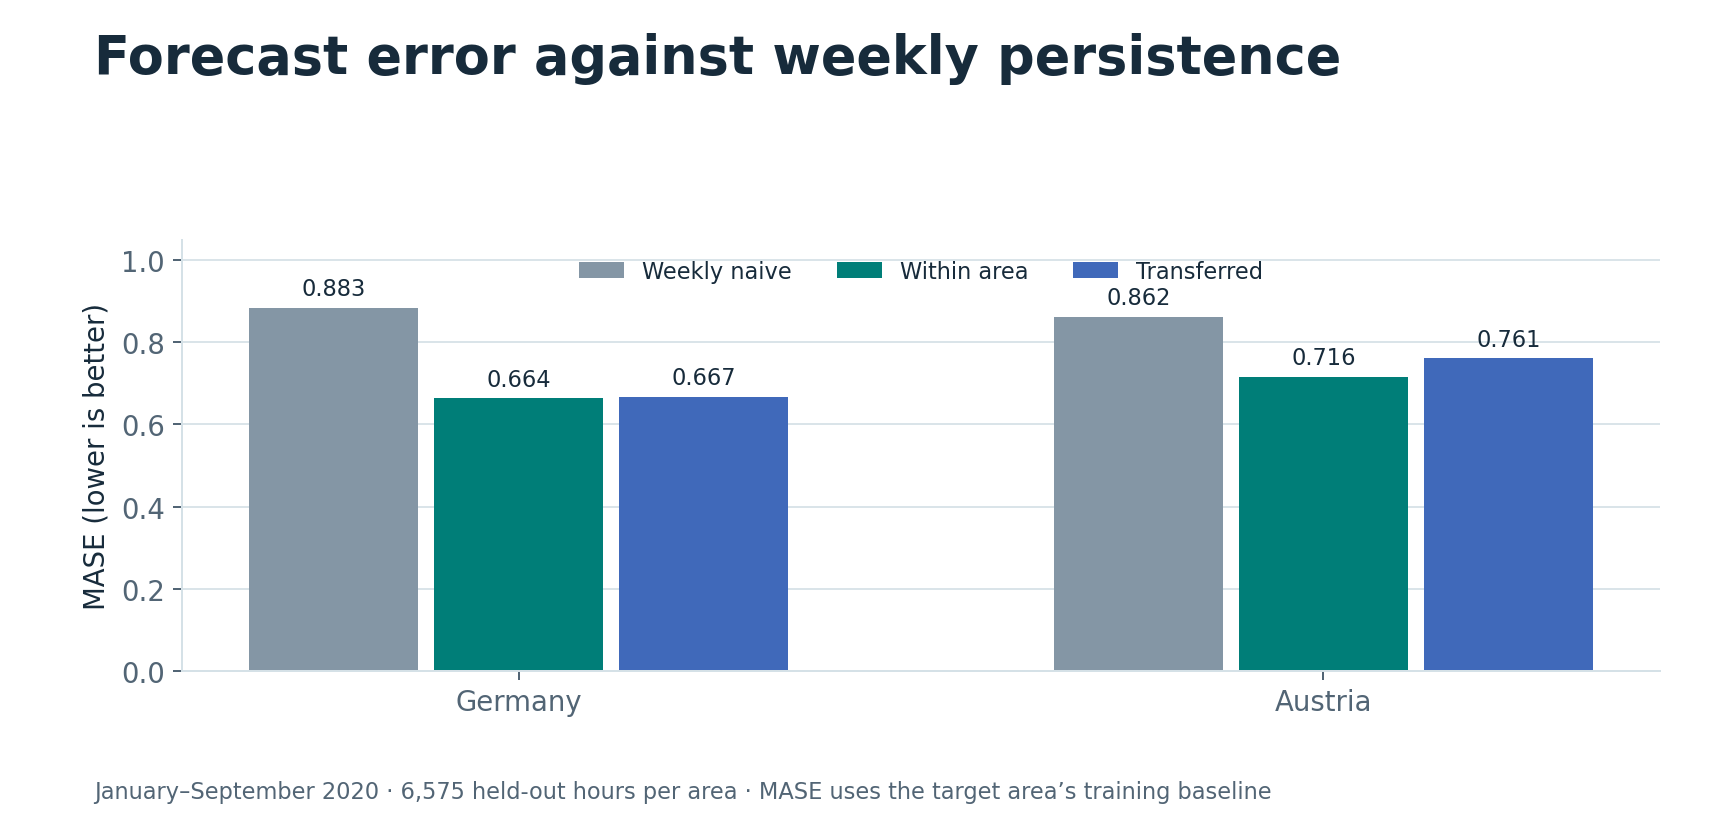 Forecast error against weekly persistence
Weekly naive Within area Transferred
MASE (lower is better)
1.0
0.8
0.6
0.4
0.2
0.0
0.883
0.664
0.667
0.862
0.716
0.761
Germany
Austria
January–September 2020 · 6,575 held-out hours per area · MASE uses the target area’s training baseline